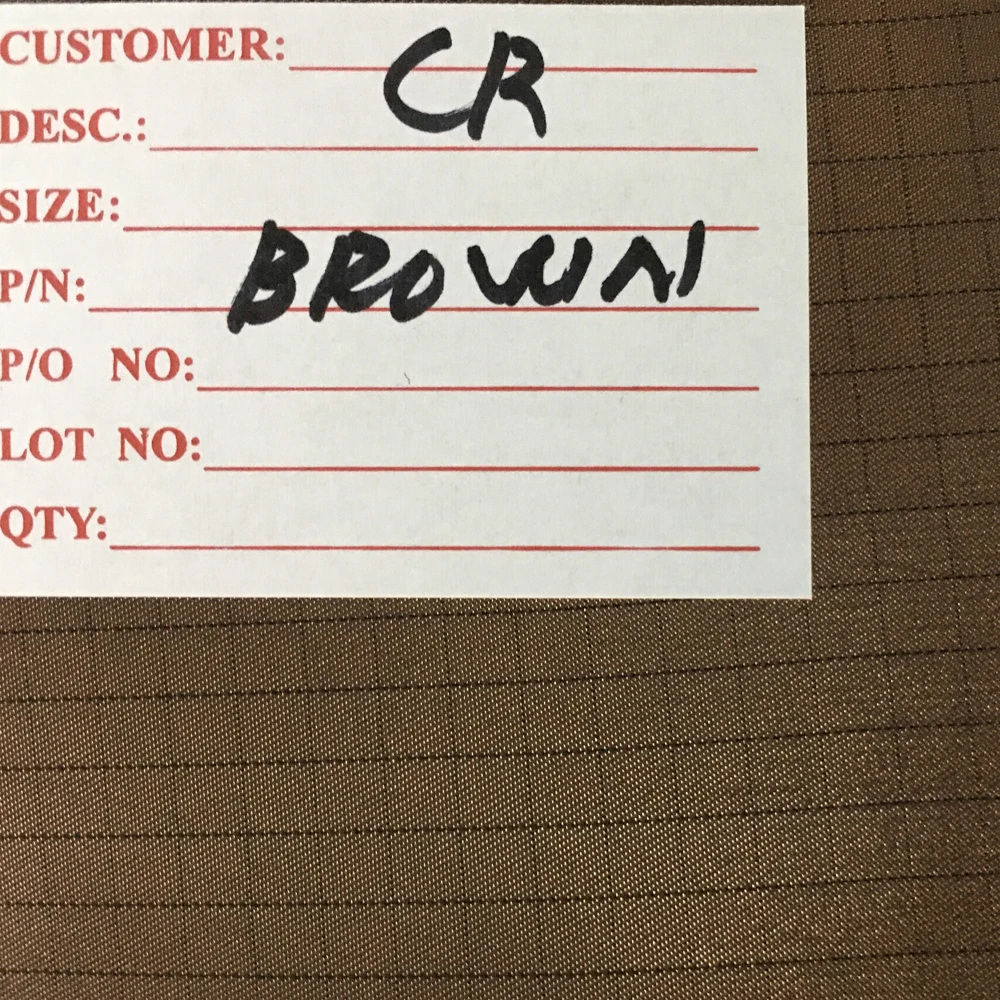 CUSTOMER: CR
DESC.:
SIZE:
P/N: BROWN
P/O NO:
LOT NO:
QTY: